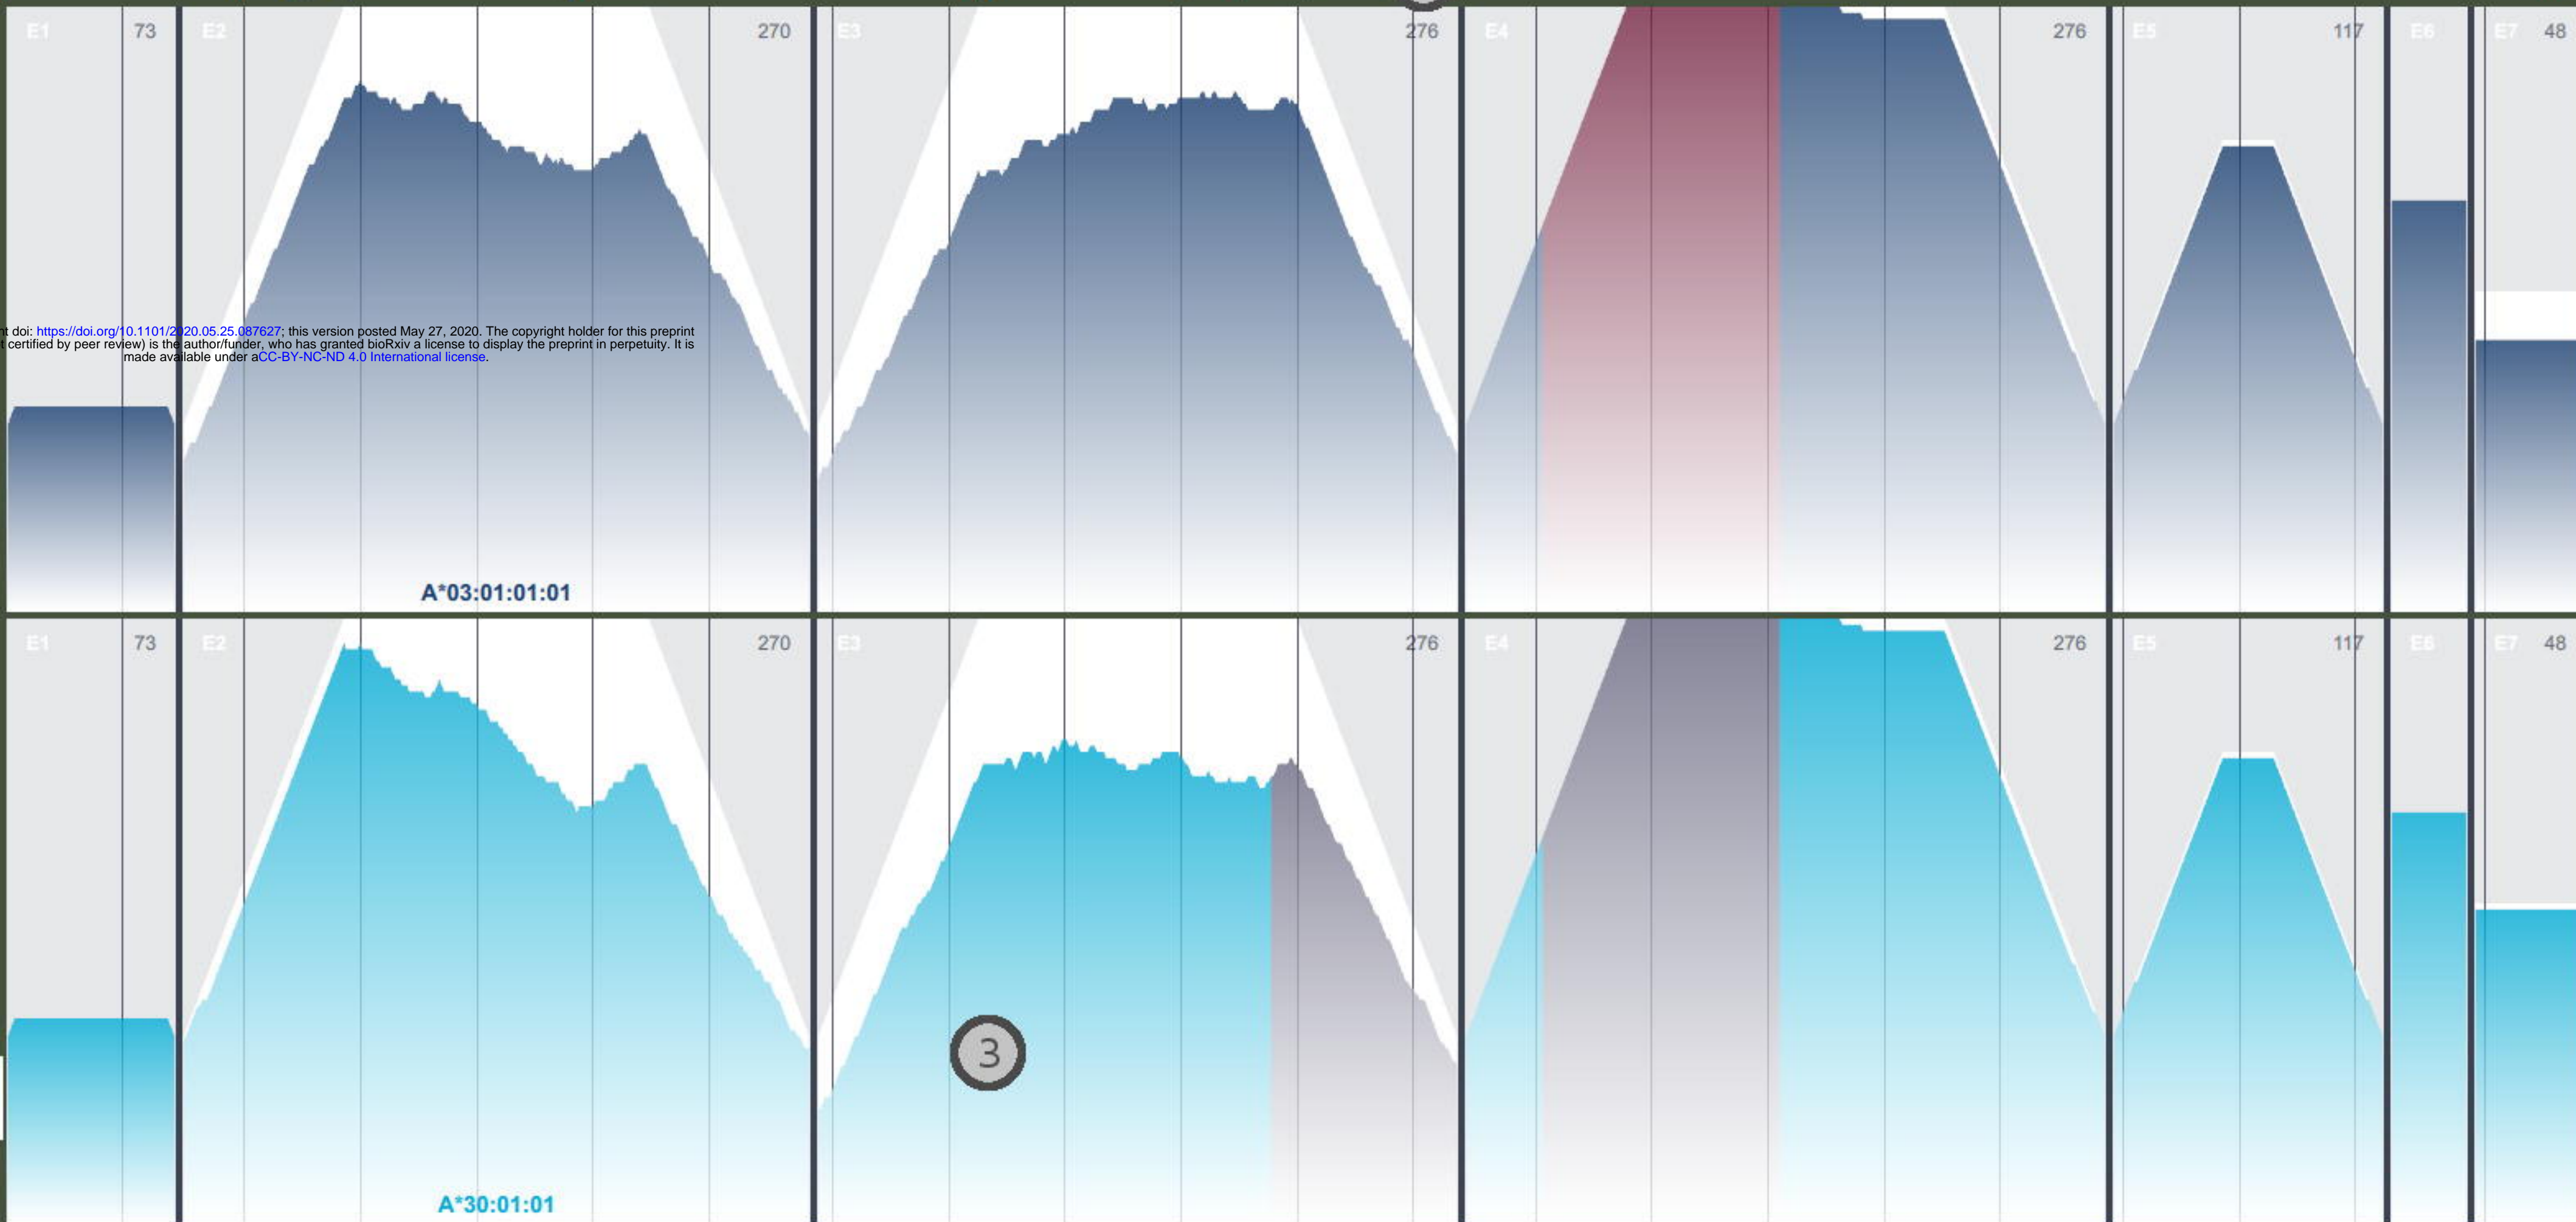 E1 73 E2 270 E3 276 E4 276 E5 117 E6 E7 48
nt doi: https://doi.org/10.1101/2020.05.25.087627; this version posted May 27, 2020. The copyright holder for this preprint
t certified by peer review) is the author/funder, who has granted bioRxiv a license to display the preprint in perpetuity. It is
made available under aCC-BY-NC-ND 4.0 International license.
A*03:01:01:01
E1 73 E2 270 E3 276 E4 276 E5 117 E6 E7 48
3
A*30:01:01